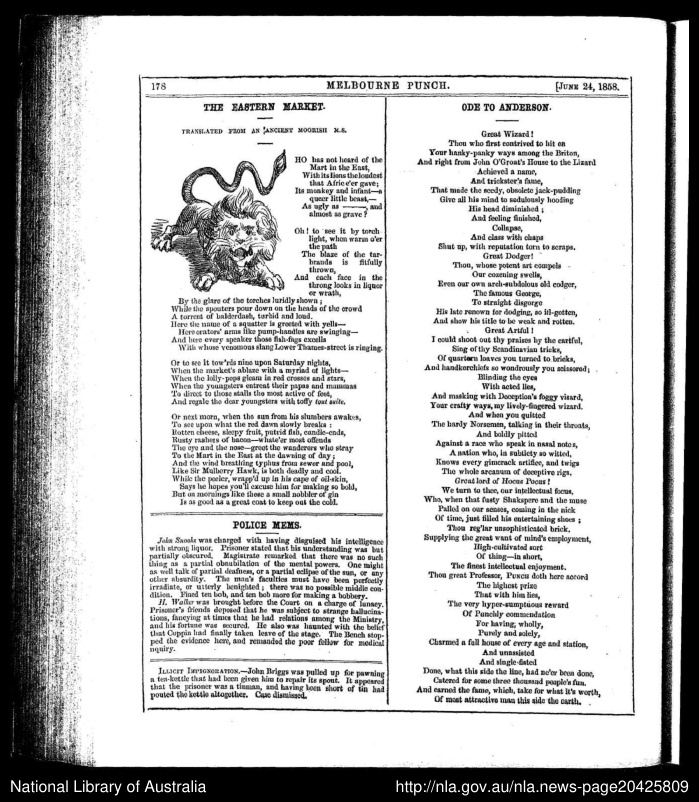 178
MELBOURNE PUNCH.
[JUNE 24, 1858.
THE EASTERN MARKET.
TRANSLATED FROM AN ANCIENT MOORISH M.S.
HO has not heard of the
Mart in the East,
With its lions the loudest
that Afric e'er gave;
Its monkey and infant—a
queer little beast,—
As ugly as ———, and
almost as grave?
Oh! to see it by torch
light, when warm o'er
the path
The blaze of the tar-
brands is fitfully
thrown,
And each face in the
throng looks in liquor
or wrath,
By the glare of the torches luridly shown;
While the spouters pour down on the heads of the crowd
A torrent of balderdash, turbid and loud.
Here the name of a squatter is greeted with yells—
Here orators' arms like pump-handles are swinging—
And here every speaker those fish-fags excells
With whose venomous slang Lower Thames-street is ringing.
Or to see it tow'rds nine upon Saturday nights,
When the market's ablaze with a myriad of lights—
When the lolly-pops gleam in red crosses and stars,
When the youngsters entreat their papas and mammas
To direct to those stalls the most active of feet,
And regale the dear youngsters with toffy tout suite.
Or next morn, when the sun from his slumbers awakes,
To see upon what the red dawn slowly breaks:
Rotten cheese, sleepy fruit, putrid fish, candle-ends,
Rusty rashers of bacon—whate'er most offends
The eye and the nose—greet the wanderers who stray
To the Mart in the East at the dawning of day;
And the wind breathing typhus from sewer and pool,
Like Sir Mulberry Hawk, is both deadly and cool.
While the peeler, wrapp'd up in his cape of oil-skin,
Says he hopes you'll excuse him for making so bold,
But on mornings like these a small nobbler of gin
Is as good as a great coat to keep out the cold.
POLICE MEMS.
John Snooks was charged with having disguised his intelligence
with strong liquor. Prisoner stated that his understanding was but
partially obscured. Magistrate remarked that there was no such
thing as a partial obnubilation of the mental powers. One might
as well talk of partial deafness, or a partial eclipse of the sun, or any
other absurdity. The man's faculties must have been perfectly
irradiate, or utterly benighted; there was no possible middle con-
dition. Fined ten bob, and ten bob more for making a bobbery.
H. Waller was brought before the Court on a charge of lunacy.
Prisoner's friends deposed that he was subject to strange hallucina-
tions, fancying at times that he had relations among the Ministry,
and his fortune was secured. He also was haunted with the belief
that Coppin had finally taken leave of the stage. The Bench stop-
ped the evidence here, and remanded the poor fellow for medical
nquiry.
ILLICIT IMPIGNORATION.—John Briggs was pulled up for pawning
a tea-kettle that had been given him to repair its spout. It appeared
that the prisoner was a tinman, and having been short of tin had
pouted the kettle altogether. Case dismissed.
ODE TO ANDERSON.
Great Wizard!
Thou who first contrived to hit on
Your hanky-panky ways among the Briton,
And right from John O'Groat's House to the Lizard
Achieved a name,
And trickster's fame,
That made the seedy, obsolete jack-pudding
Give all his mind to sedulously hooding
His head diminished;
And feeling finished,
Collapse,
And class with chaps
Shut up, with reputation torn to scraps.
Great Dodger!
Thou, whose potent art compels
Our cozening swells,
Even our own arch-subdolous old codger,
The famous George,
To straight disgorge
His late renown for dodging, so ill-gotten,
And show his title to be weak and rotten.
Great Artful!
I could shoot out thy praises by the cartful,
Sing of thy Scandinavian tricks,
Of quartern loaves you turned to bricks,
And handkerchiefs so wondrously you scissored;
Blinding the eyes
With acted lies,
And masking with Deception's foggy visard,
Your crafty ways, my lively-fingered wizard.
And when you quitted
The hardy Norsemen, talking in their throats,
And boldly pitted
Against a race who speak in nasal notes,
A nation who, in subtlety so witted,
Knows every gimcrack artifice, and twigs
The whole arcanum of deceptive rigs.
Great lord of Hocus Pocus!
We turn to thee, our intellectual focus,
Who, when that fusty Shakspere and the muse
Palled on our senses, coming in the nick
Of time, just filled his entertaining shoes;
Thou reg'lar unsophisticated brick.
Supplying the great want of mind's employment,
High-cultivated sort
Of thing—in short,
The finest intellectual enjoyment.
Thou great Professor, PUNCH doth here accord
The highest prize
That with him lies,
The very hyper-sumptuous reward
Of Punchly commendation
For having, wholly,
Purely and solely,
Charmed a full house of every age and station,
And unassisted
And single-fisted
Done, what this side the line, had ne'er been done,
Catered for some three thousand people's fun.
And earned the fame, which, take for what it's worth,
Of most attractive man this side the earth.
National Library of Australia
http://nla.gov.au/nla.news-page20425809